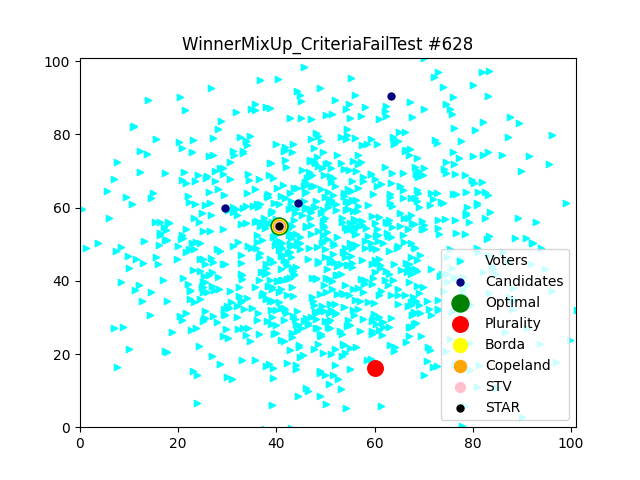 WinnerMixUp_CriteriaFailTest #628
100
80
60
40
20
0
0
20
40
60
80
100
Voters
Candidates
Optimal
Plurality
Borda
Copeland
STV
STAR